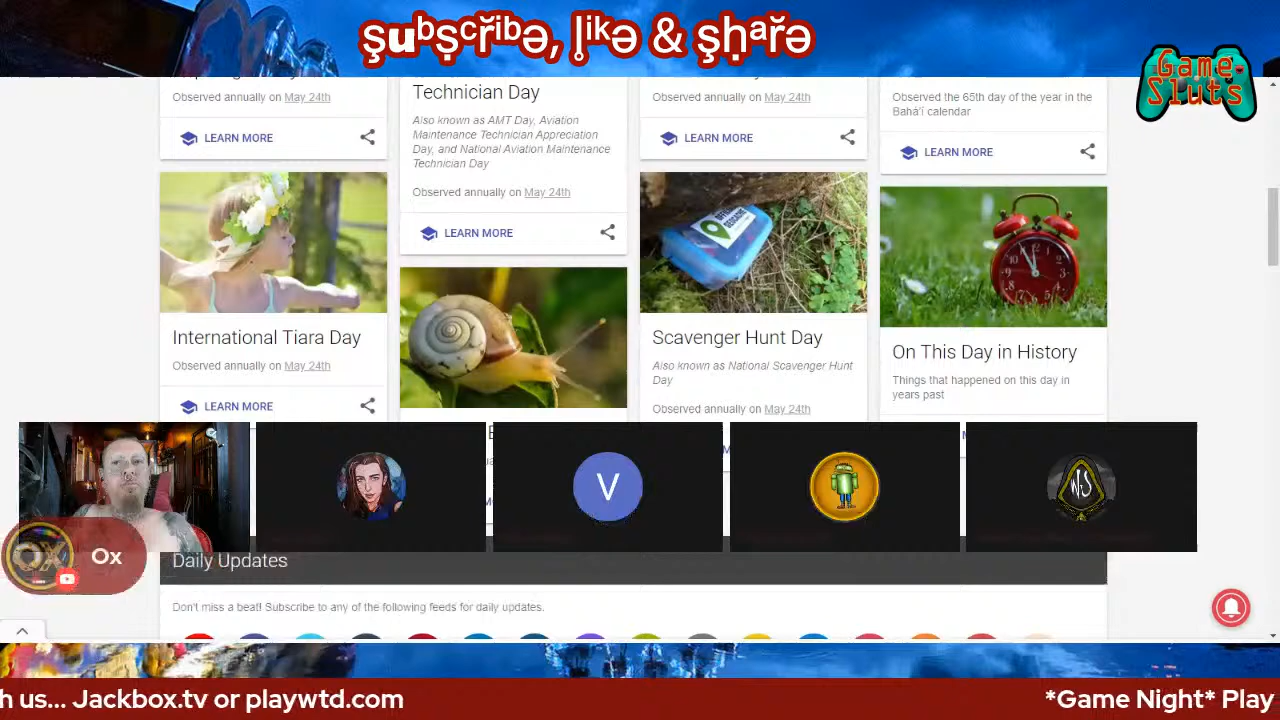 şuᵇṣᶜřⁱᵇə, ḷⁱᵏə & şḥᵃřə
Game-
Sluts
Observed annually on May 24th
LEARN MORE
Technician Day
Also known as AMT Day, Aviation
Maintenance Technician Appreciation
Day, and National Aviation Maintenance
Technician Day
Observed annually on May 24th
LEARN MORE
Observed annually on May 24th
LEARN MORE
Observed the 65th day of the year in the
Bahá'í calendar
LEARN MORE
International Tiara Day
Observed annually on May 24th
LEARN MORE
Scavenger Hunt Day
Also known as National Scavenger Hunt
Day
Observed annually on May 24th
On This Day in History
Things that happened on this day in
years past
V
WS
OX
Ox
Daily Updates
Don't miss a beat! Subscribe to any of the following feeds for daily updates.
h us... Jackbox.tv or playwtd.com
*Game Night* Play